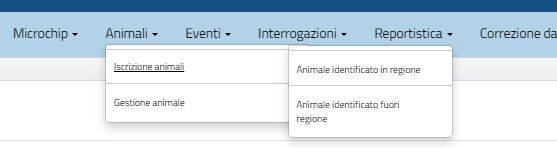 Microchip Animali Eventi Interrogazioni Reportistica Correzione da
Iscrizione animali
Gestione animale
Animale identificato in regione
Animale identificato fuori
regione